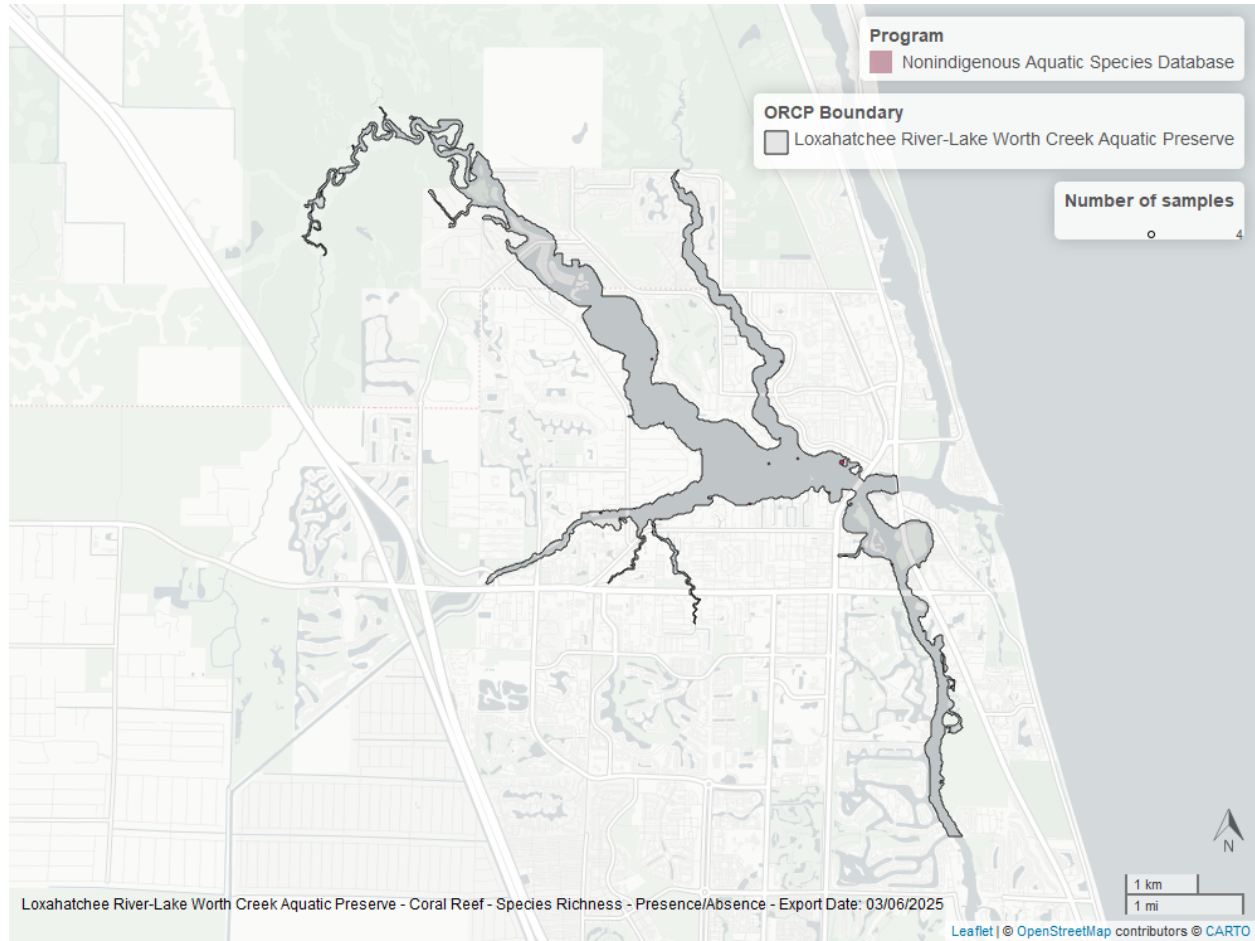 Program
Nonindigenous Aquatic Species Database
ORCP Boundary
Loxahatchee River-Lake Worth Creek Aquatic Preserve
Number of samples
4
N
1 km
1 mi
Loxahatchee River-Lake Worth Creek Aquatic Preserve - Coral Reef - Species Richness - Presence/Absence - Export Date: 03/06/2025
Leaflet | © OpenStreetMap contributors © CARTO